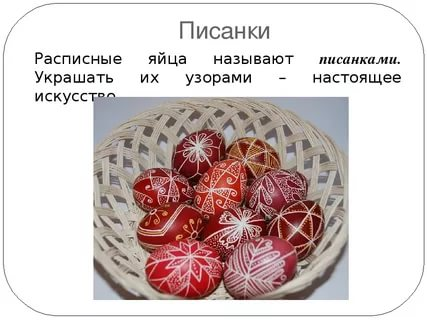 Писанки
Расписные яйца называют писанками.
Украшать их узорами – настоящее
искусство